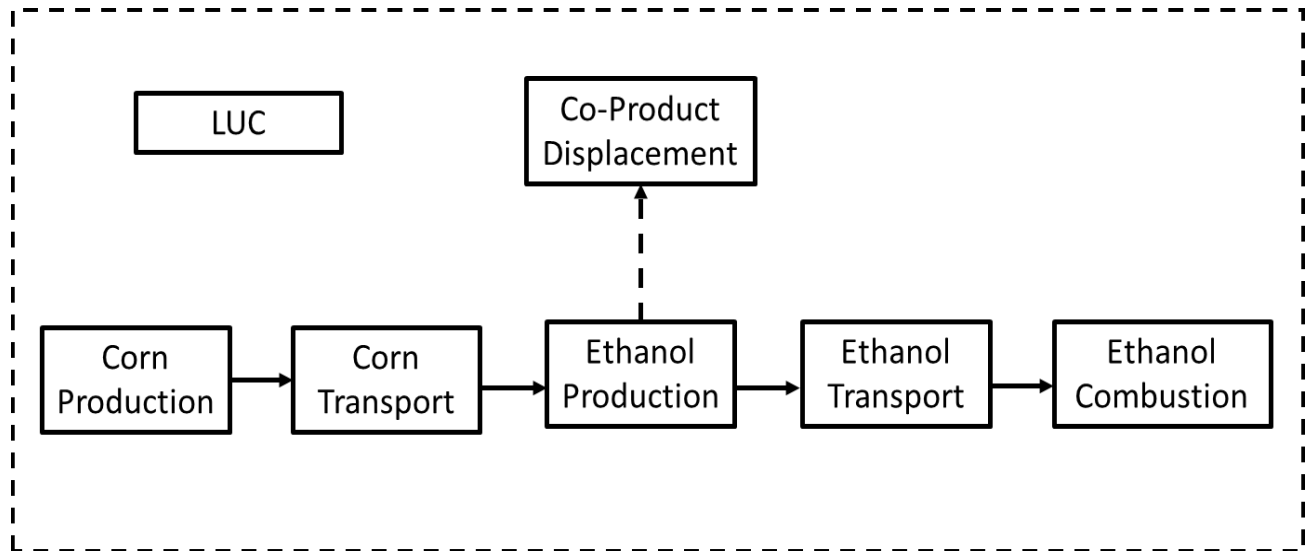 LUC
Co-Product
Displacement
Corn
Production
Corn
Transport
Ethanol
Production
Ethanol
Transport
Ethanol
Combustion